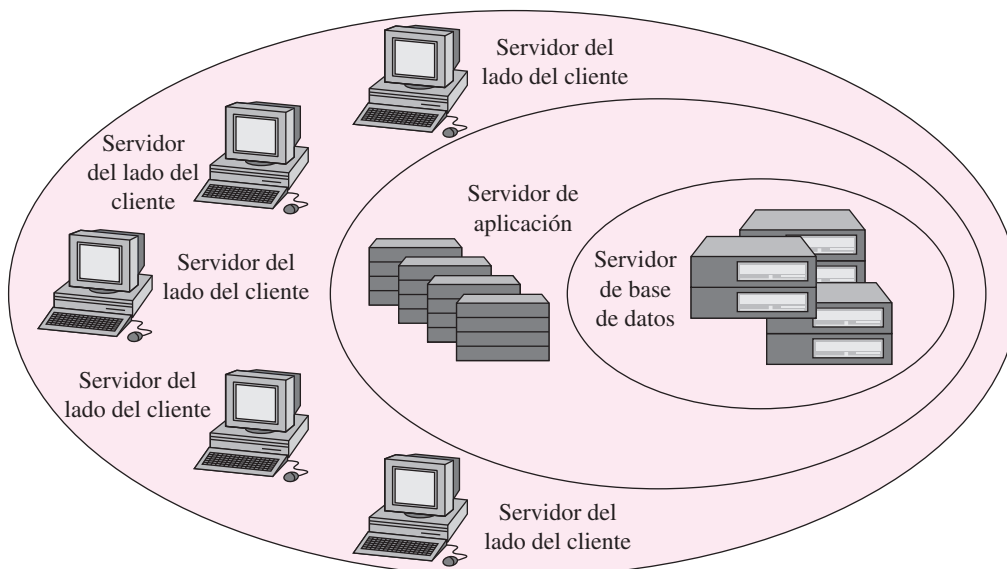 Servidor del
lado del cliente
Servidor
del lado del
cliente
Servidor de
aplicación
Servidor del
lado del cliente
Servidor
de base
de datos
Servidor del
lado del cliente
Servidor del
lado del cliente